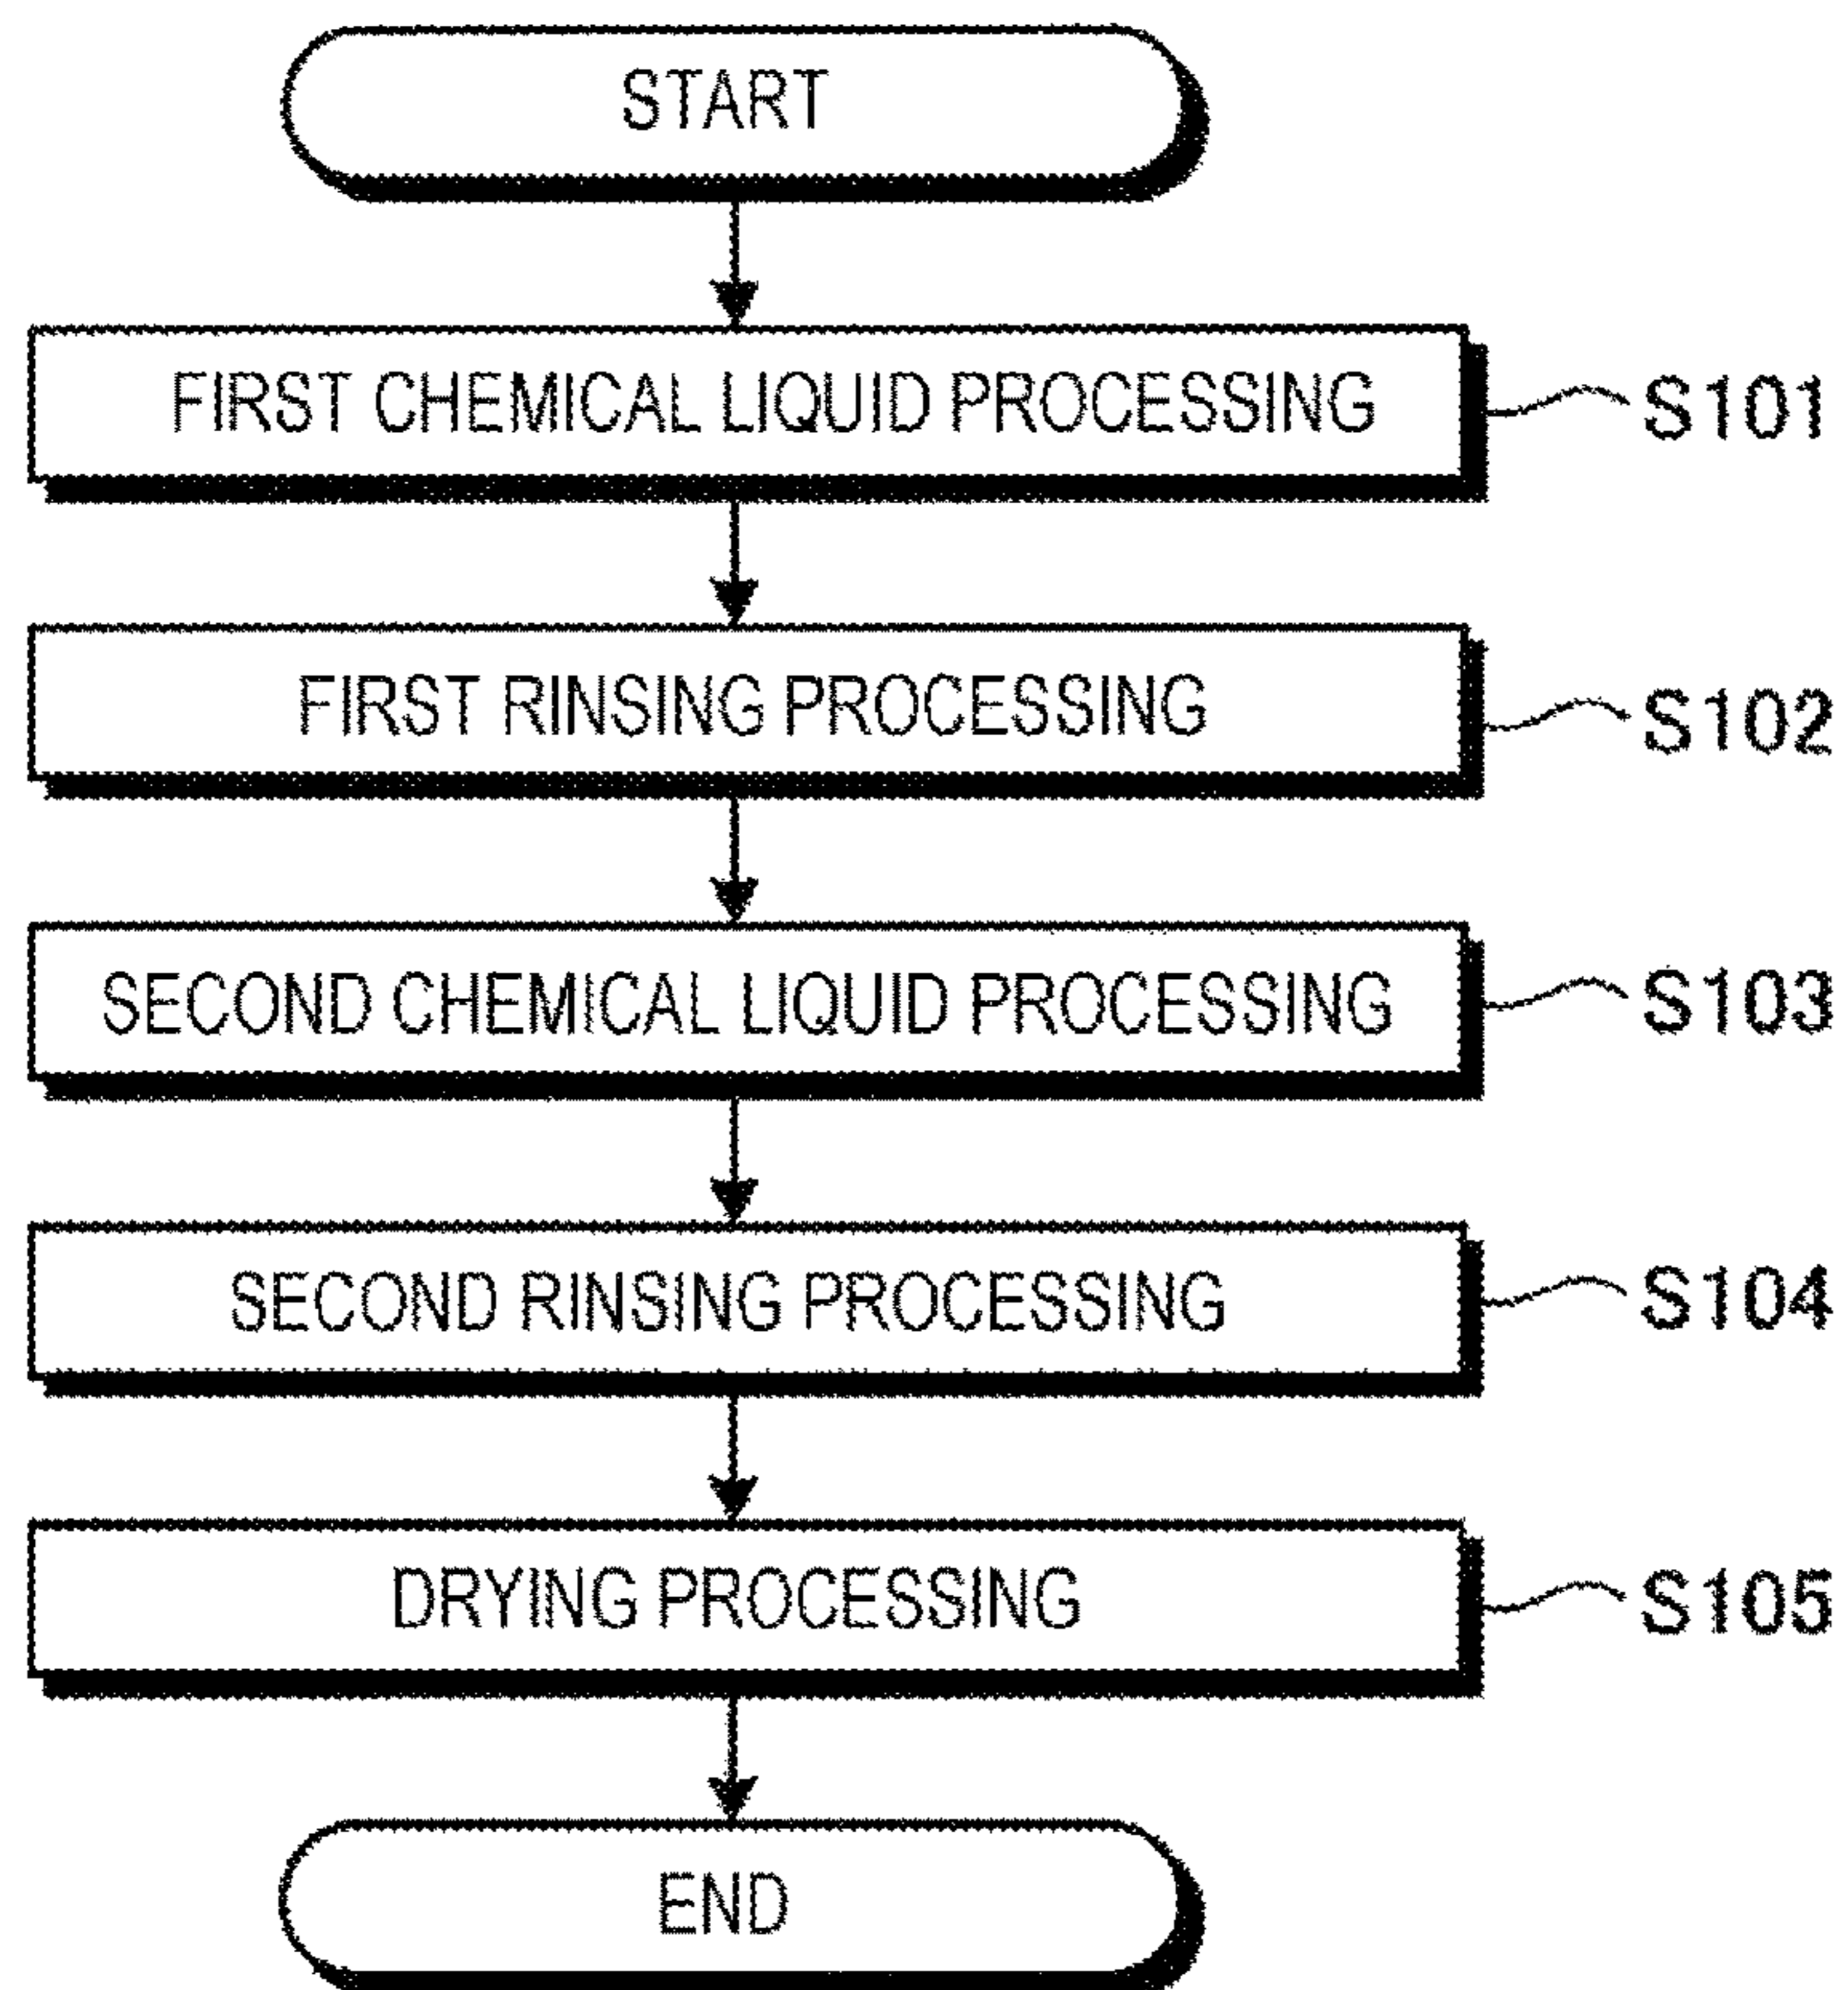 START
FIRST CHEMICAL LIQUID PROCESSING S101
FIRST RINSING PROCESSING S102
SECOND CHEMICAL LIQUID PROCESSING S103
SECOND RINSING PROCESSING S104
DRYING PROCESSING S105
END